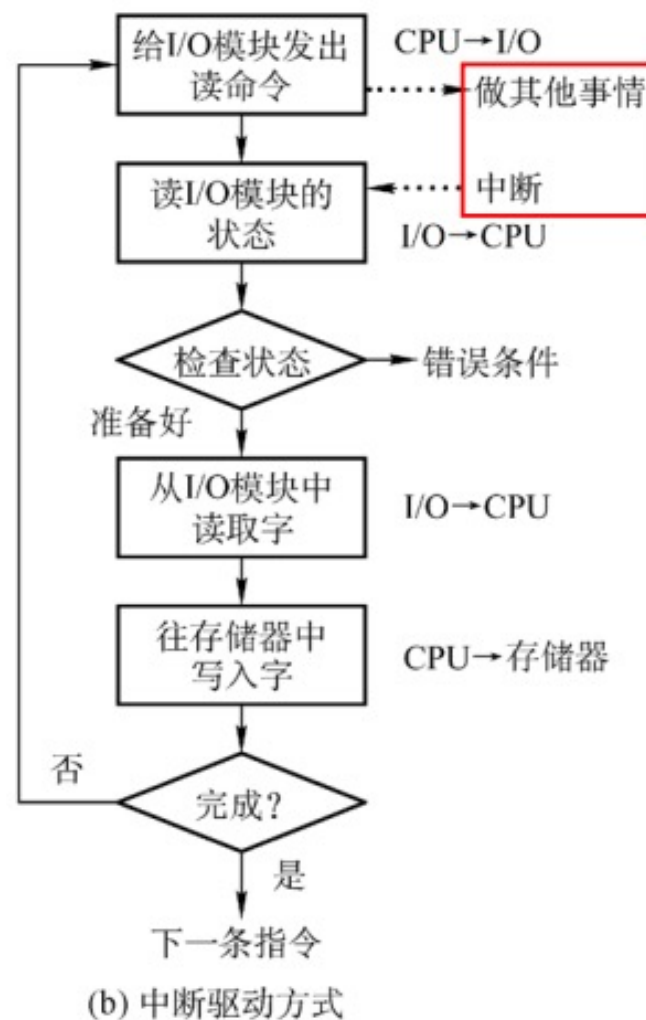 给I/O模块发出
读命令
CPU→I/O
做其他事情
读I/O模块的
状态
中断
I/O→CPU
检查状态
错误条件
准备好
从I/O模块中
读取字
I/O→CPU
往存储器中
写入字
CPU→存储器
否
完成？
是
下一条指令
(b) 中断驱动方式